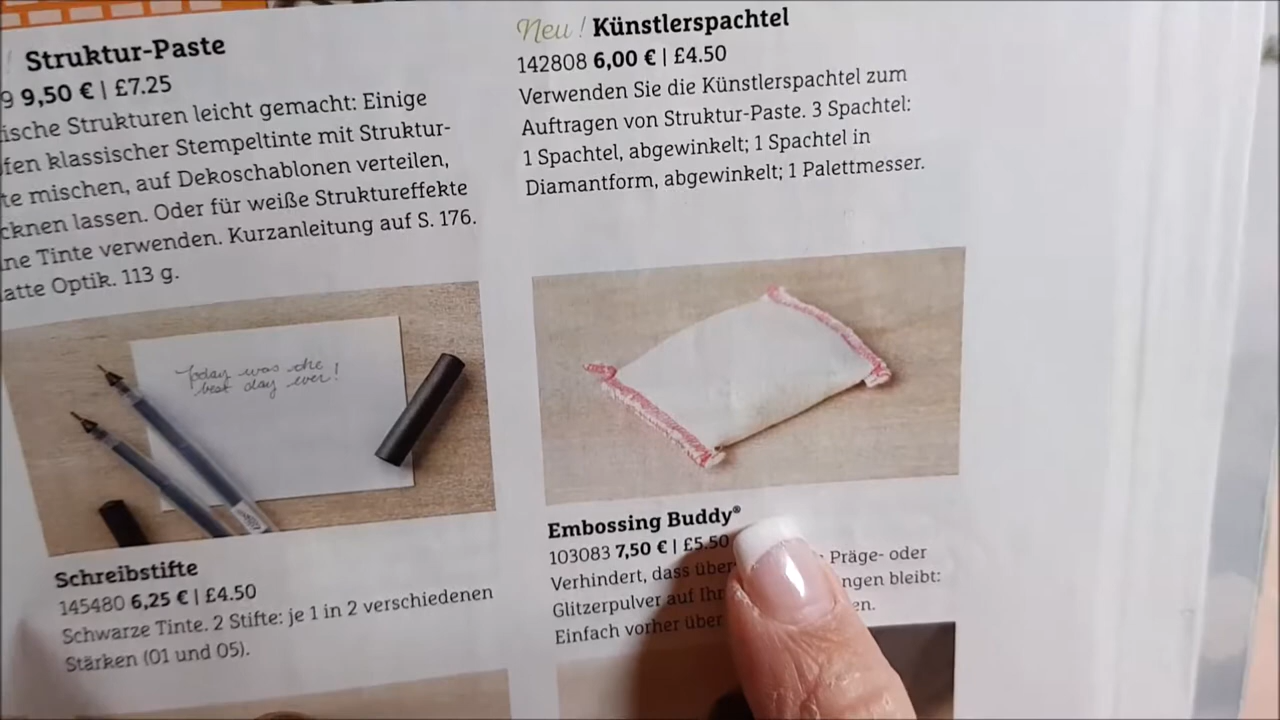 Struktur-Paste
9 9,50 € | £7.25
ische Strukturen leicht gemacht: Einige
fen klassischer Stempeltinte mit Struktur-
te mischen, auf Dekoschablonen verteilen,
cknen lassen. Oder für weiße Struktureffekte
ne Tinte verwenden. Kurzanleitung auf S. 176.
atte Optik. 113 g.
Neu! Künstlerspachtel
142808 6,00 € | £4.50
Verwenden Sie die Künstlerspachtel zum
Auftragen von Struktur-Paste. 3 Spachtel:
1 Spachtel, abgewinkelt; 1 Spachtel in
Diamantform, abgewinkelt; 1 Palettmesser.
Today was the
best day ever!
Schreibstifte
145480 6,25 € | £4.50
Schwarze Tinte. 2 Stifte: je 1 in 2 verschiedenen
Stärken (01 und 05).
Embossing Buddy®
103083 7,50 € | £5.50
Verhindert, dass über Präge- oder
Glitzerpulver auf Ihr ngen bleibt:
Einfach vorher über en.